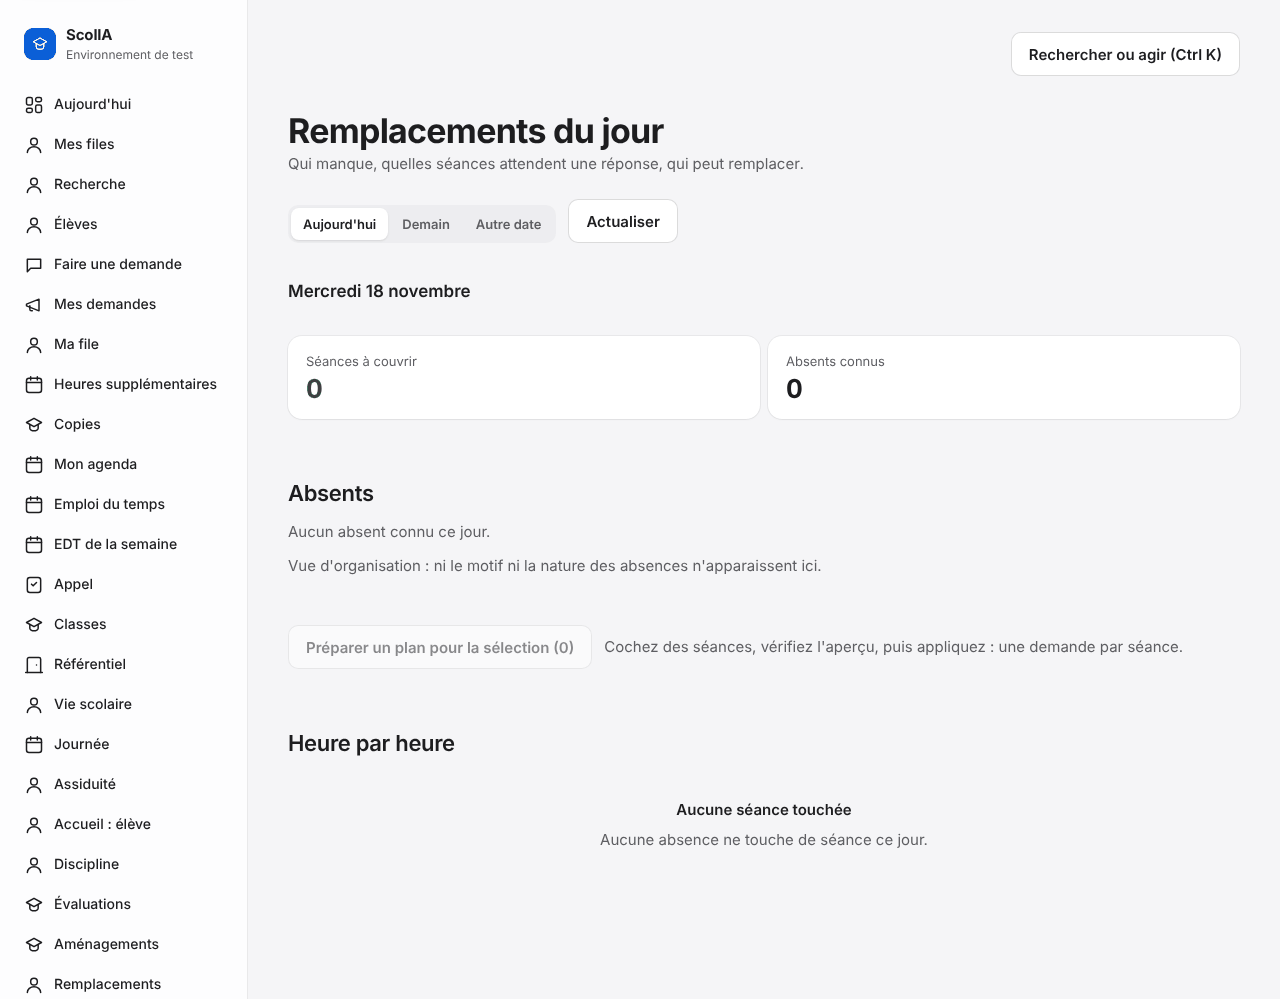 ScolIA
Environnement de test
Aujourd'hui
Mes files
Recherche
Élèves
Faire une demande
Mes demandes
Ma file
Heures supplémentaires
Copies
Mon agenda
Emploi du temps
EDT de la semaine
Appel
Classes
Référentiel
Vie scolaire
Journée
Assiduité
Accueil : élève
Discipline
Évaluations
Aménagements
Remplacements
Rechercher ou agir (Ctrl K)
Remplacements du jour
Qui manque, quelles séances attendent une réponse, qui peut remplacer.
Aujourd'hui Demain Autre date Actualiser
Mercredi 18 novembre
Séances à couvrir
0
Absents connus
0
Absents
Aucun absent connu ce jour.
Vue d'organisation : ni le motif ni la nature des absences n'apparaissent ici.
Préparer un plan pour la sélection (0) Cochez des séances, vérifiez l'aperçu, puis appliquez : une demande par séance.
Heure par heure
Aucune séance touchée
Aucune absence ne touche de séance ce jour.